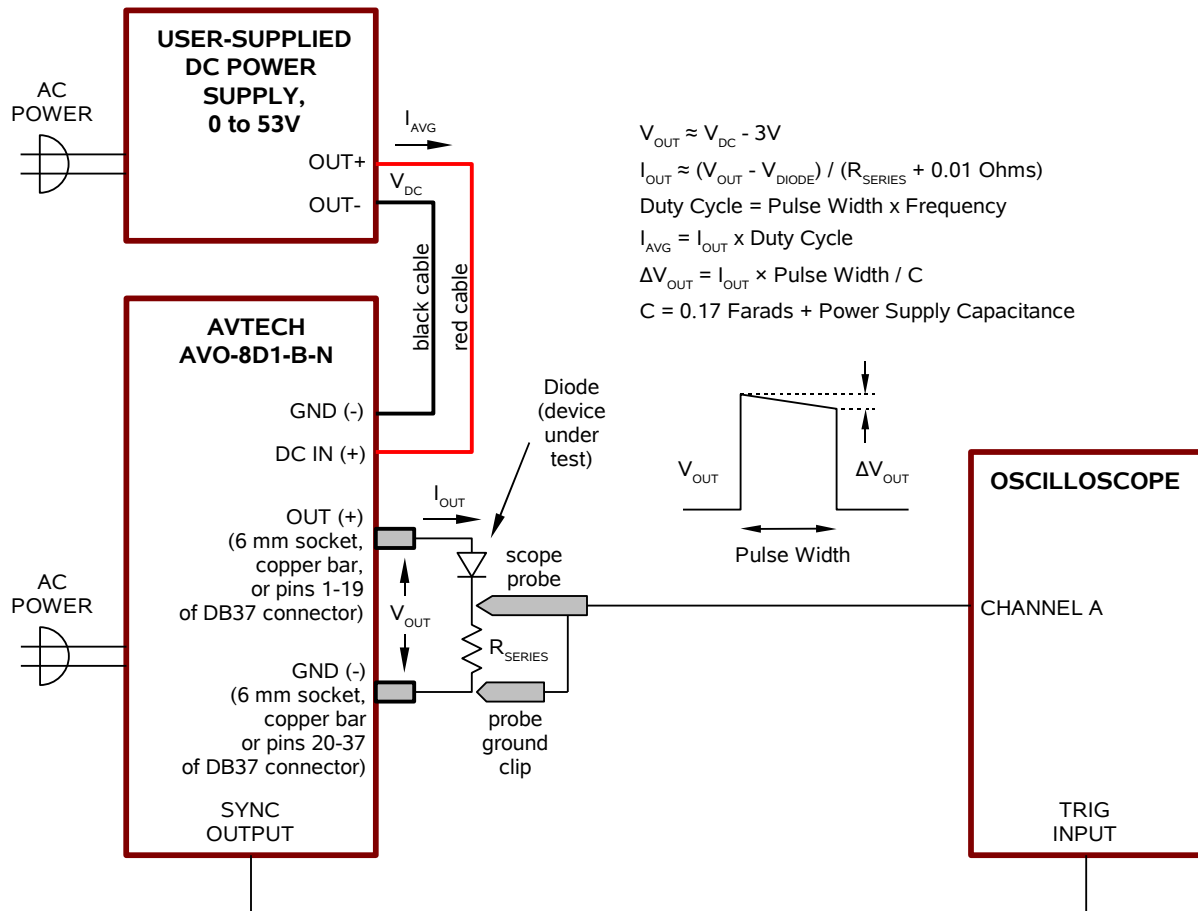 USER-SUPPLIED
DC POWER
SUPPLY,
0 to 53V
AC
POWER
I_AVG
OUT+
V_DC
OUT-
black cable
red cable
V_OUT ≈ V_DC - 3V
I_OUT ≈ (V_OUT - V_DIODE) / (R_SERIES + 0.01 Ohms)
Duty Cycle = Pulse Width x Frequency
I_AVG = I_OUT x Duty Cycle
ΔV_OUT = I_OUT × Pulse Width / C
C = 0.17 Farads + Power Supply Capacitance
AVTECH
AVO-8D1-B-N
GND (-)
DC IN (+)
Diode
(device
under
test)
I_OUT
OUT (+)
(6 mm socket,
copper bar,
or pins 1-19
of DB37 connector)
AC
POWER
V_OUT
scope
probe
R_SERIES
GND (-)
(6 mm socket,
copper bar
or pins 20-37
of DB37 connector)
probe
ground
clip
SYNC
OUTPUT
V_OUT
ΔV_OUT
Pulse Width
OSCILLOSCOPE
CHANNEL A
TRIG
INPUT